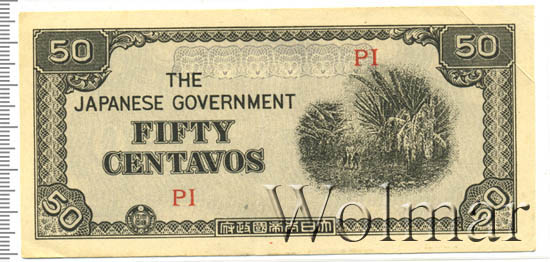 50
50
PI
THE
JAPANESE GOVERNMENT
FIFTY
CENTAVOS
PI
50
50
府政國帝本日大
Wolmar